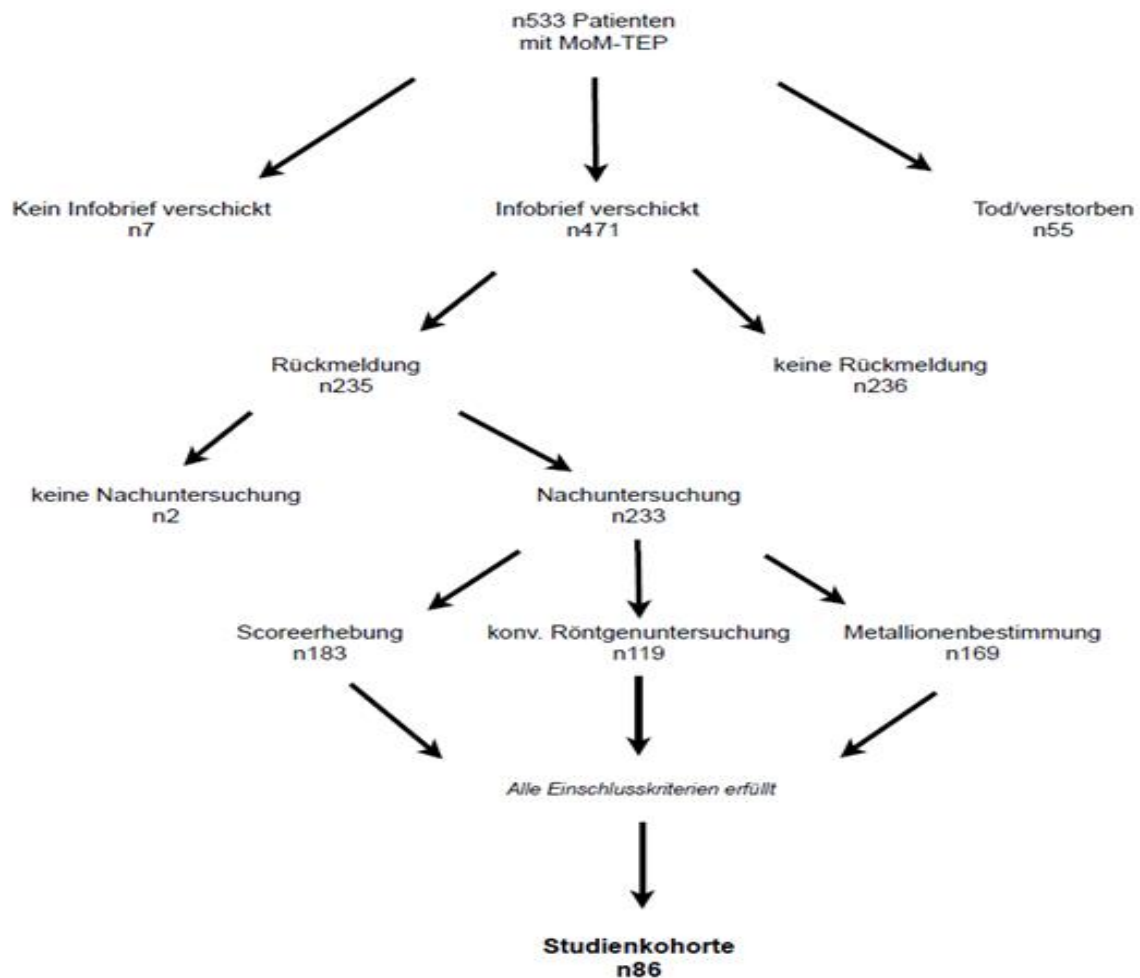 n533 Patienten
mit MoM-TEP
Kein Infobrief verschickt
n7
Infobrief verschickt
n471
Tod/verstorben
n55
Rückmeldung
n235
keine Rückmeldung
n236
keine Nachuntersuchung
n2
Nachuntersuchung
n233
Scoreerhebung
n183
konv. Röntgenuntersuchung
n119
Metallionenbestimmung
n169
Alle Einschlusskriterien erfüllt
Studienkohorte
n86